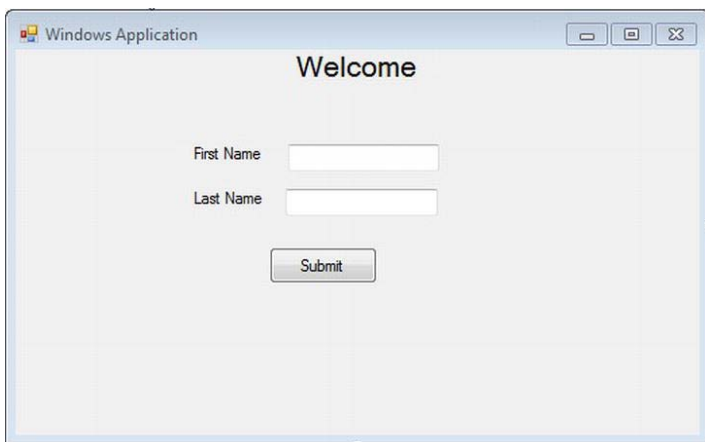 Windows Application
Welcome
First Name
Last Name
Submit